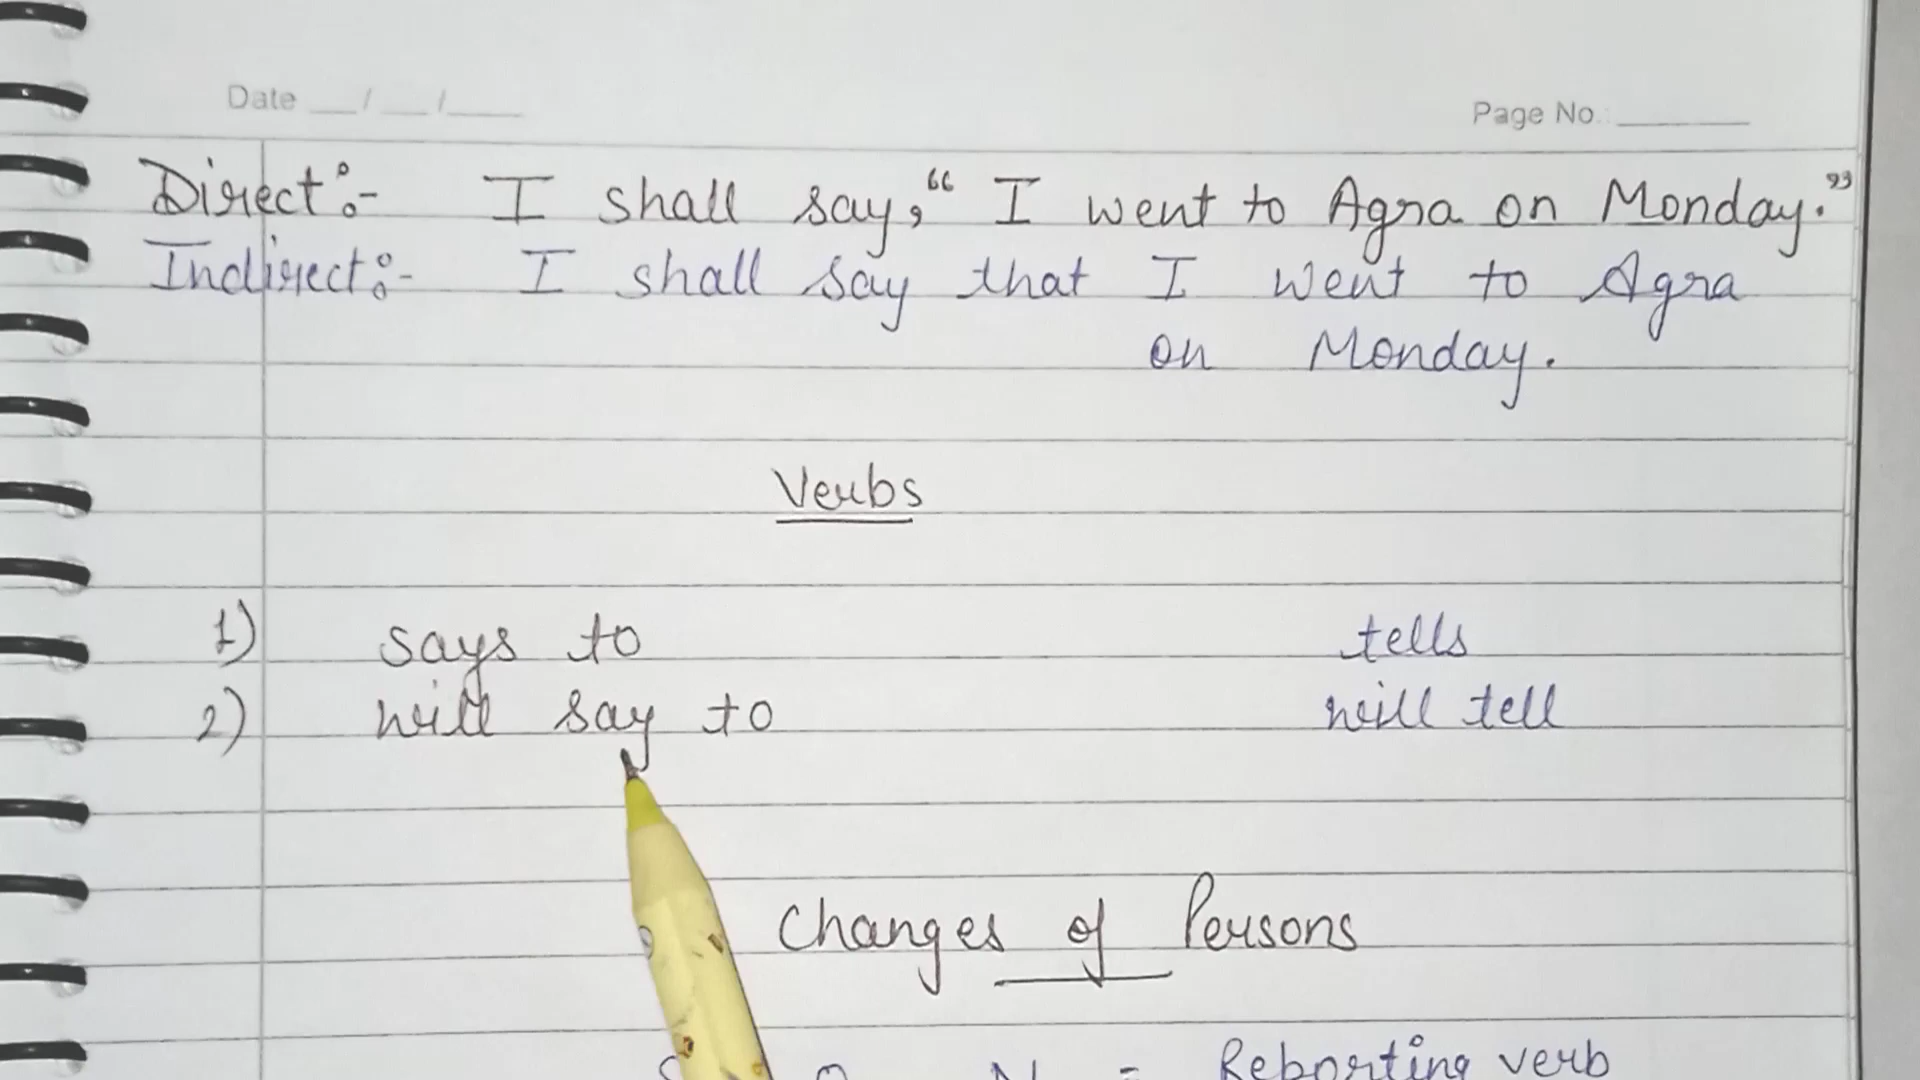 Date __/__/____
Page No.: ______
Direct:- I shall say, "I went to Agra on Monday."
Indirect:- I shall say that I went to Agra
on Monday.
Verbs
1) says to tells
2) will say to will tell
Changes of Persons
= Reporting verb